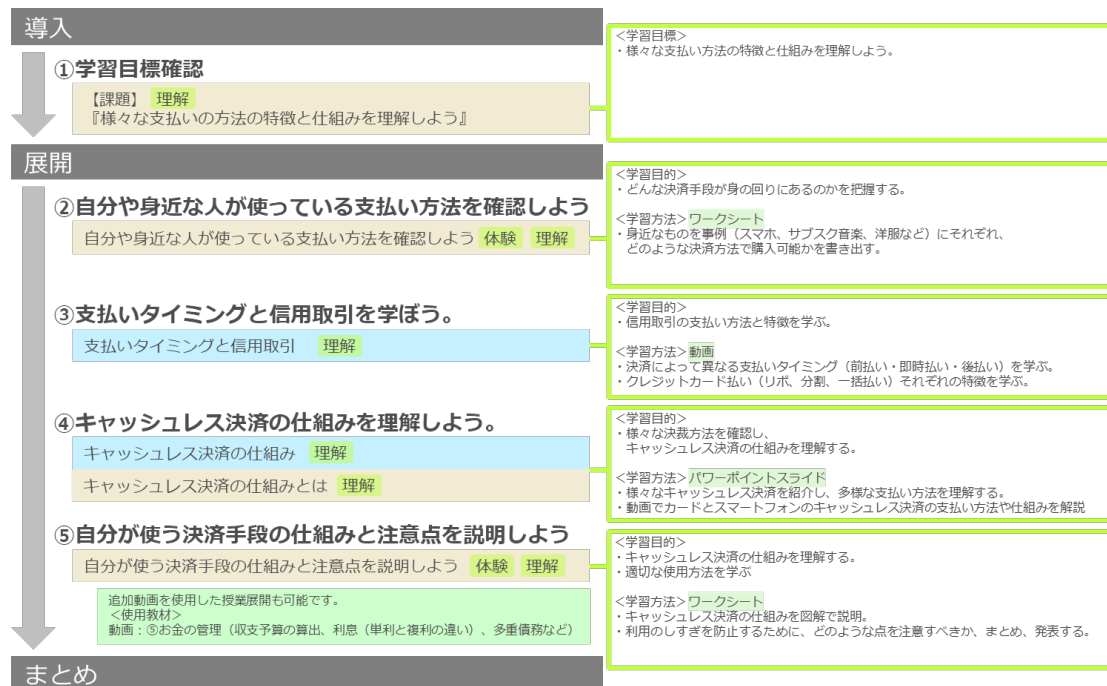 導入
①学習目標確認
【課題】 理解
『様々な支払いの方法の特徴と仕組みを理解しよう』
<学習目標>
・様々な支払い方法の特徴と仕組みを理解しよう。
展開
②自分や身近な人が使っている支払い方法を確認しよう
自分や身近な人が使っている支払い方法を確認しよう 体験 理解
<学習目的>
・どんな決済手段が身の回りにあるのかを把握する。
<学習方法> ワークシート
・身近なものを事例（スマホ、サブスク音楽、洋服など）にそれぞれ、
どのような決済方法で購入可能かを書き出す。
③支払いタイミングと信用取引を学ぼう。
支払いタイミングと信用取引 理解
<学習目的>
・信用取引の支払い方法と特徴を学ぶ。
<学習方法> 動画
・決済によって異なる支払いタイミング（前払い・即時払い・後払い）を学ぶ。
・クレジットカード払い（リボ、分割、一括払い）それぞれの特徴を学ぶ。
④キャッシュレス決済の仕組みを理解しよう。
キャッシュレス決済の仕組み 理解
キャッシュレス決済の仕組みとは 理解
<学習目的>
・様々な決裁方法を確認し、
キャッシュレス決済の仕組みを理解する。
<学習方法> パワーポイントスライド
・様々なキャッシュレス決済を紹介し、多様な支払い方法を理解する。
・動画でカードとスマートフォンのキャッシュレス決済の支払い方法や仕組みを解説
⑤自分が使う決済手段の仕組みと注意点を説明しよう
自分が使う決済手段の仕組みと注意点を説明しよう 体験 理解
追加動画を使用した授業展開も可能です。
<使用教材>
動画：⑤お金の管理（収支予算の算出、利息（単利と複利の違い）、多重債務など）
<学習目的>
・キャッシュレス決済の仕組みを理解する。
・適切な使用方法を学ぶ
<学習方法> ワークシート
・キャッシュレス決済の仕組みを図解で説明。
・利用のしすぎを防止するために、どのような点を注意すべきか、まとめ、発表する。
まとめ